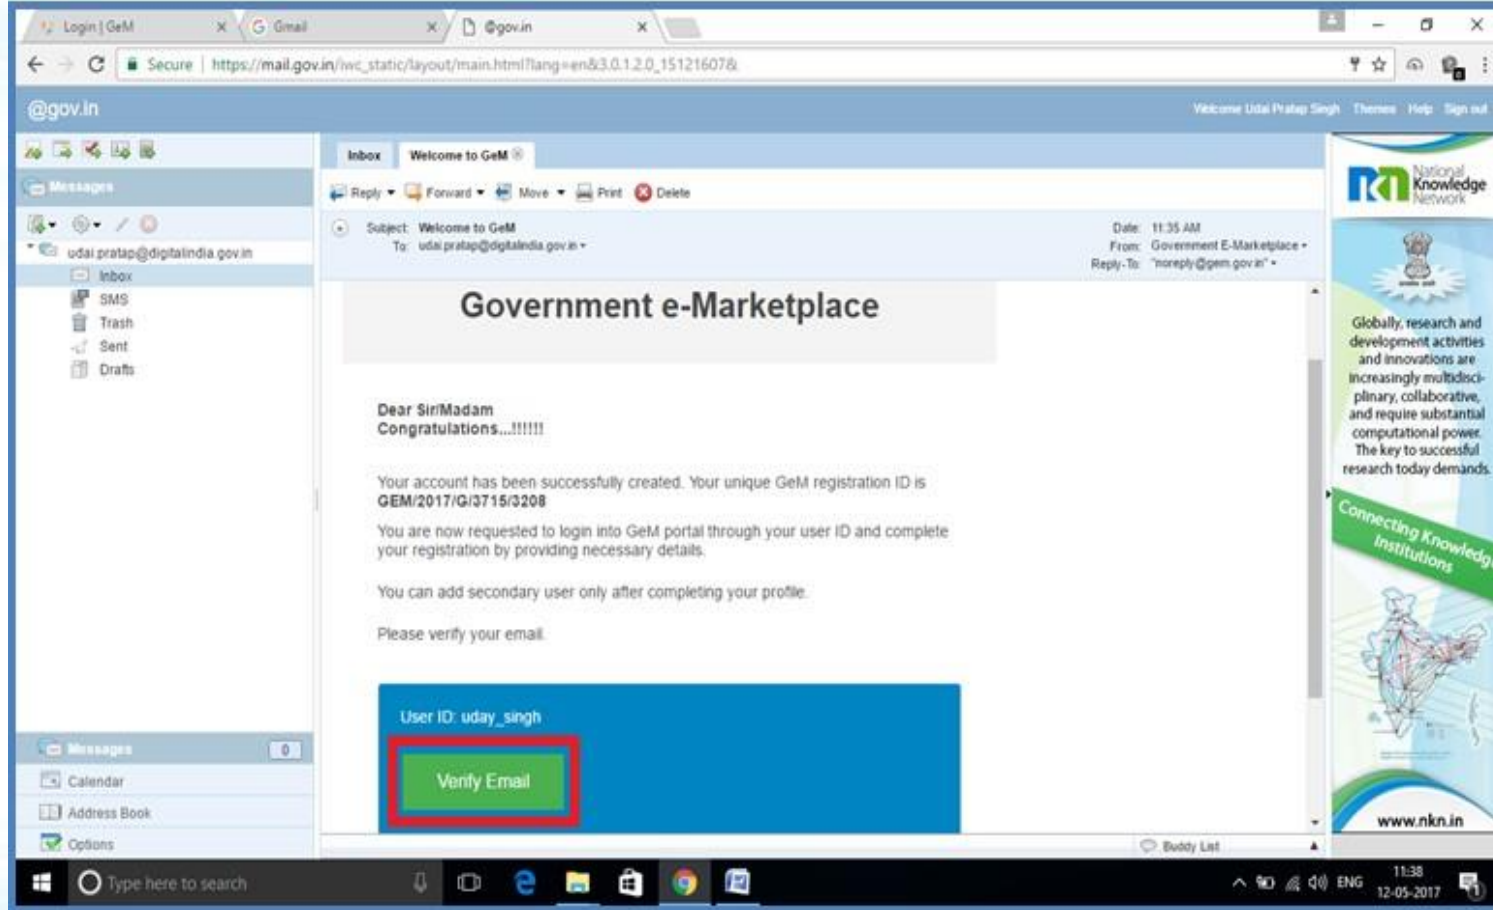 Login | GeM
Gmail
@gov.in
Secure | https://mail.gov.in/iwc_static/layout/main.html?lang=en&3.0.1.2.0_15121607&
@gov.in
Welcome Udai Pratap Singh Themes Help Sign out
Messages
udai.pratap@digitalindia.gov.in
Inbox
SMS
Trash
Sent
Drafts
Messages 0
Calendar
Address Book
Options
Inbox Welcome to GeM
Reply Forward Move Print Delete
Subject: Welcome to GeM
To: udai.pratap@digitalindia.gov.in
Date: 11:35 AM
From: Government E-Marketplace
Reply-To: "noreply@gem.gov.in"
Government e-Marketplace
Dear Sir/Madam
Congratulations...!!!!!!
Your account has been successfully created. Your unique GeM registration ID is
GEM/2017/G/3715/3208
You are now requested to login into GeM portal through your user ID and complete
your registration by providing necessary details.
You can add secondary user only after completing your profile.
Please verify your email.
User ID: uday_singh
Verify Email
Buddy List
National
Knowledge
Network
Globally, research and
development activities
and innovations are
increasingly multidisci-
plinary, collaborative,
and require substantial
computational power.
The key to successful
research today demands
Connecting Knowledg
Institutions
www.nkn.in
Type here to search
ENG
11:38
12-05-2017